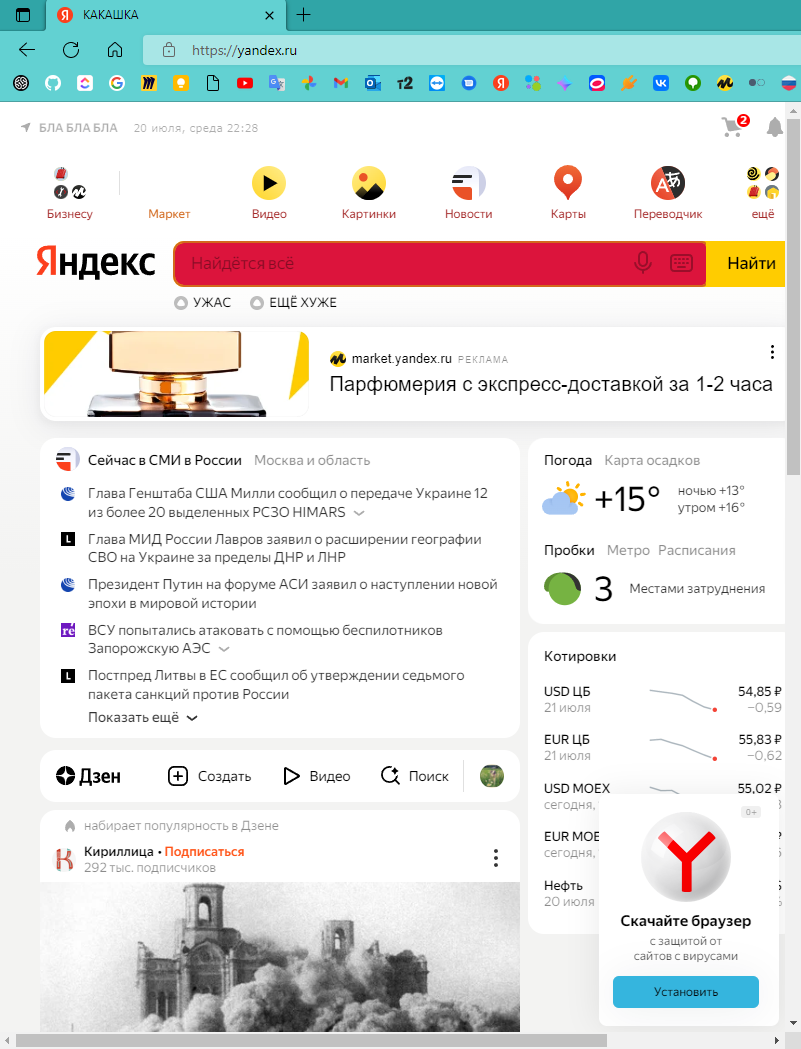 КАКАШКА
https://yandex.ru
т2
БЛА БЛА БЛА 20 июля, среда 22:28
2
Бизнесу Маркет Видео Картинки Новости Карты Переводчик ещё
Яндекс Найдётся всё Найти
УЖАС ЕЩЁ ХУЖЕ
market.yandex.ru РЕКЛАМА
Парфюмерия с экспресс-доставкой за 1-2 часа
Сейчас в СМИ в России Москва и область
Глава Генштаба США Милли сообщил о передаче Украине 12
из более 20 выделенных РСЗО HIMARS
Глава МИД России Лавров заявил о расширении географии
СВО на Украине за пределы ДНР и ЛНР
Президент Путин на форуме АСИ заявил о наступлении новой
эпохи в мировой истории
ВСУ попытались атаковать с помощью беспилотников
Запорожскую АЭС
Постпред Литвы в ЕС сообщил об утверждении седьмого
пакета санкций против России
Показать ещё
Погода Карта осадков
+15° ночью +13°
утром +16°
Пробки Метро Расписания
3 Местами затруднения
Котировки
USD ЦБ 54,85 ₽
21 июля −0,59
EUR ЦБ 55,83 ₽
21 июля −0,62
USD MOEX 55,02 ₽
сегодня,
EUR MOE
сегодня,
Нефть
20 июля
Дзен Создать Видео Поиск
набирает популярность в Дзене
Кириллица • Подписаться
292 тыс. подписчиков
0+
Скачайте браузер
с защитой от
сайтов с вирусами
Установить